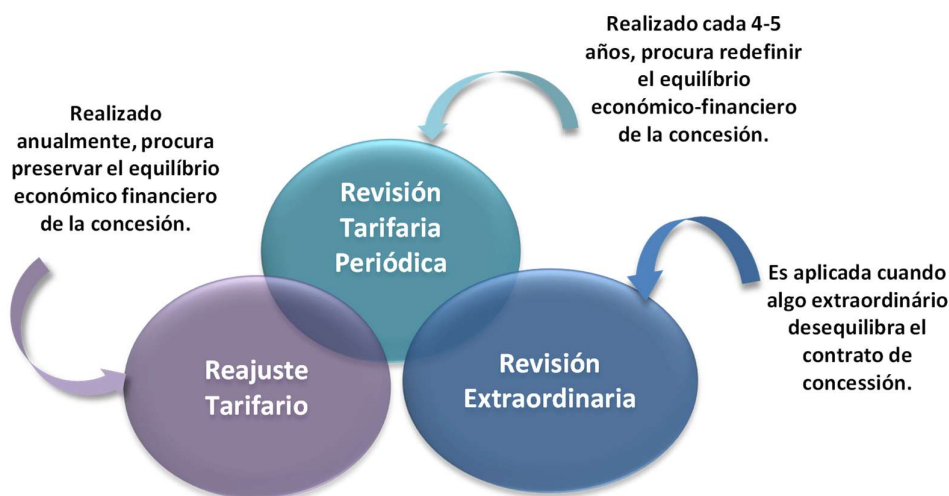 Realizado cada 4-5
años, procura redefinir
el equilíbrio
económico-financiero
de la concesión.
Realizado
anualmente, procura
preservar el equilíbrio
económico financiero
de la concesión.
Revisión
Tarifaria
Periódica
Es aplicada cuando
algo extraordinário
desequilibra el
contrato de
concessión.
Reajuste
Tarifario
Revisión
Extraordinaria